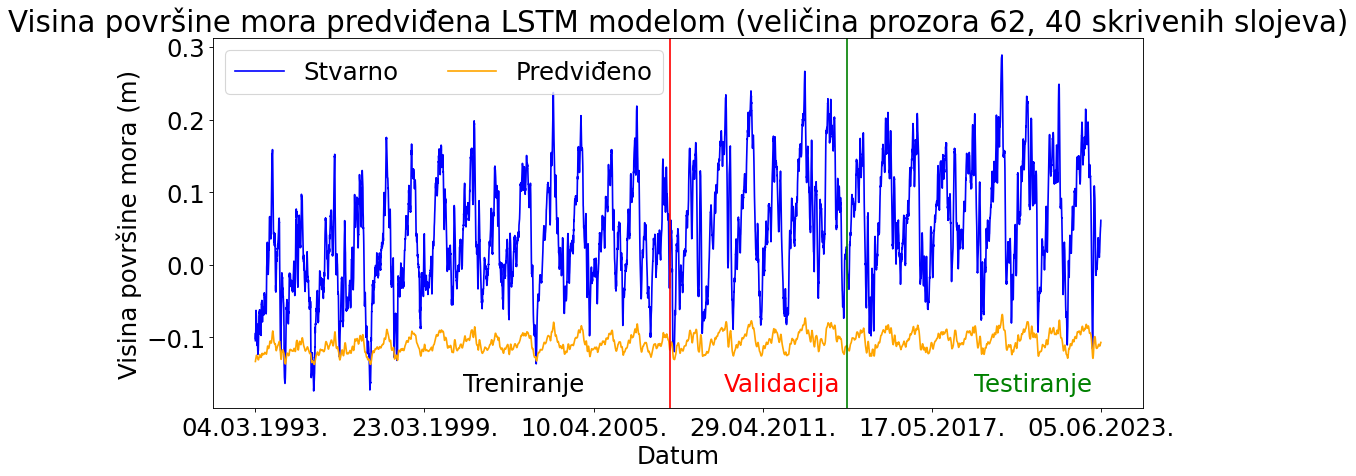 Visina površine mora predviđena LSTM modelom (veličina prozora 62, 40 skrivenih slojeva)
Stvarno Predviđeno
Visina površine mora (m)
0.3
0.2
0.1
0.0
−0.1
Treniranje Validacija Testiranje
04.03.1993. 23.03.1999. 10.04.2005. 29.04.2011. 17.05.2017. 05.06.2023.
Datum